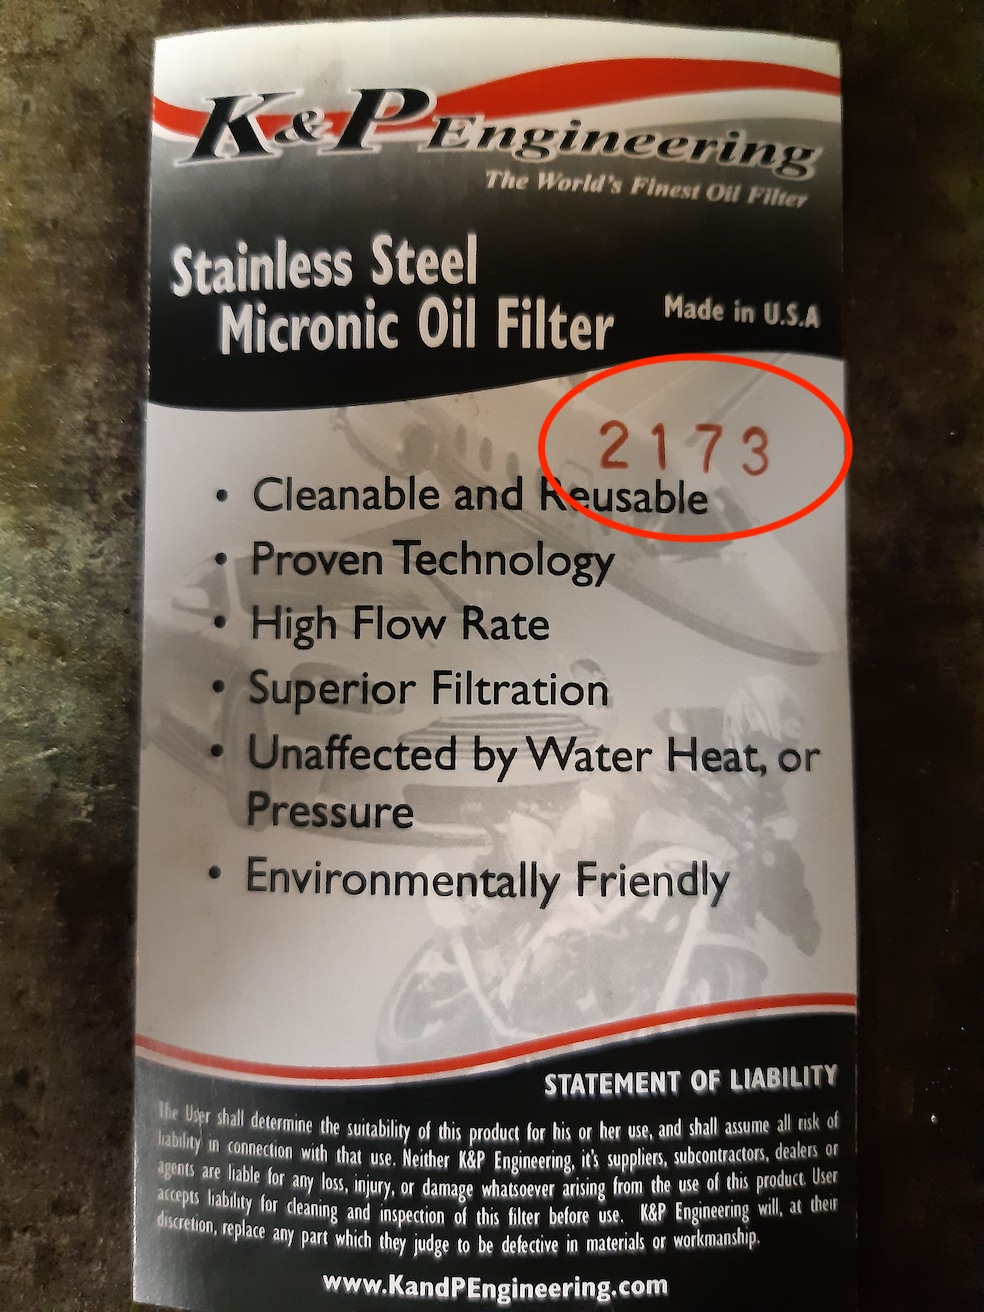 K&P Engineering
The World's Finest Oil Filter
Stainless Steel
Micronic Oil Filter
Made in U.S.A
2173
• Cleanable and Reusable
• Proven Technology
• High Flow Rate
• Superior Filtration
• Unaffected by Water Heat, or
Pressure
• Environmentally Friendly
STATEMENT OF LIABILITY
The User shall determine the suitability of this product for his or her use, and shall assume all risk of
liability in connection with that use. Neither K&P Engineering, it's suppliers, subcontractors, dealers or
agents are liable for any loss, injury, or damage whatsoever arising from the use of this product. User
accepts liability for cleaning and inspection of this filter before use. K&P Engineering will, at their
discretion, replace any part which they judge to be defective in materials or workmanship.
www.KandPEngineering.com